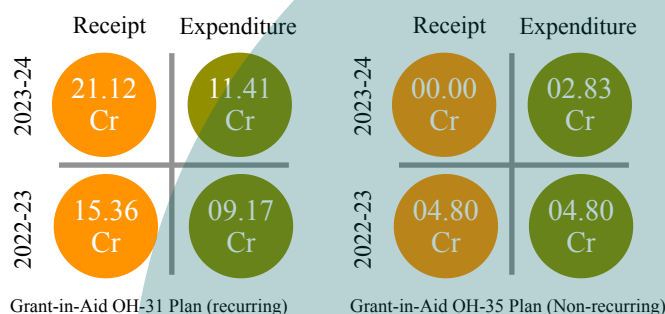 Receipt Expenditure
2023-24
21.12 Cr
11.41 Cr
2022-23
15.36 Cr
09.17 Cr
Grant-in-Aid OH-31 Plan (recurring)
Receipt Expenditure
2023-24
00.00 Cr
02.83 Cr
2022-23
04.80 Cr
04.80 Cr
Grant-in-Aid OH-35 Plan (Non-recurring)